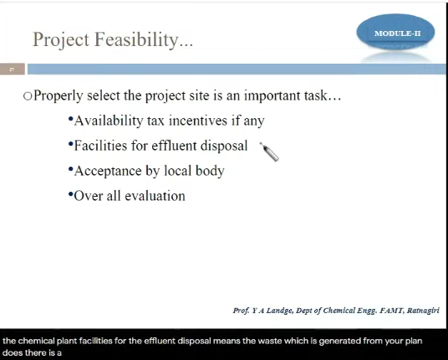 Project Feasibility...
MODULE-II
Properly select the project site is an important task...
•Availability tax incentives if any
•Facilities for effluent disposal
•Acceptance by local body
•Over all evaluation
Prof. Y A Landge, Dept of Chemical Engg. FAMT, Ratnagiri
the chemical plant facilities for the effluent disposal means the waste which is generated from your plan
does there is a